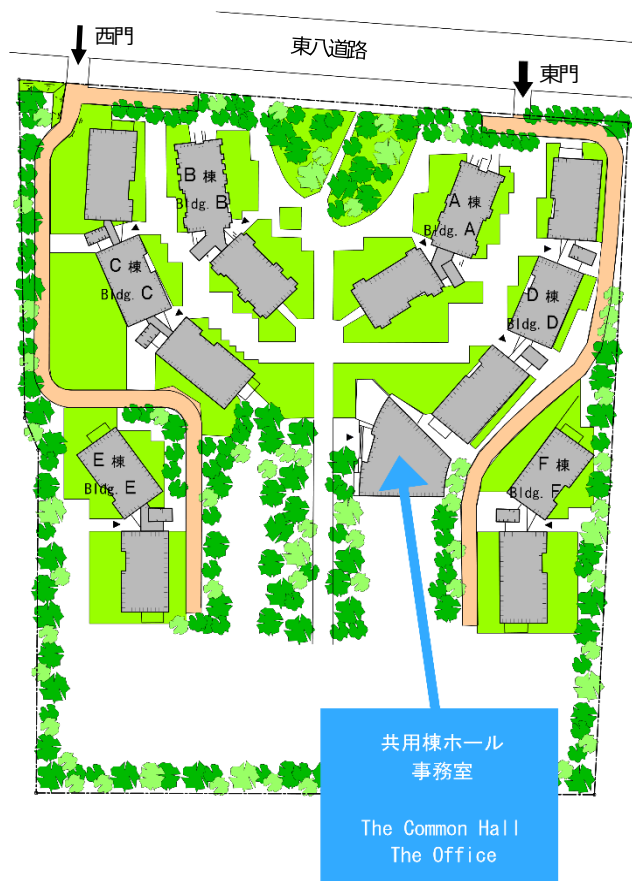 西門
東八道路
東門
B 棟
Bldg. B
A 棟
Bldg. A
C 棟
Bldg. C
D 棟
Bldg. D
E 棟
Bldg. E
F 棟
Bldg. F
共用棟ホール
事務室
The Common Hall
The Office